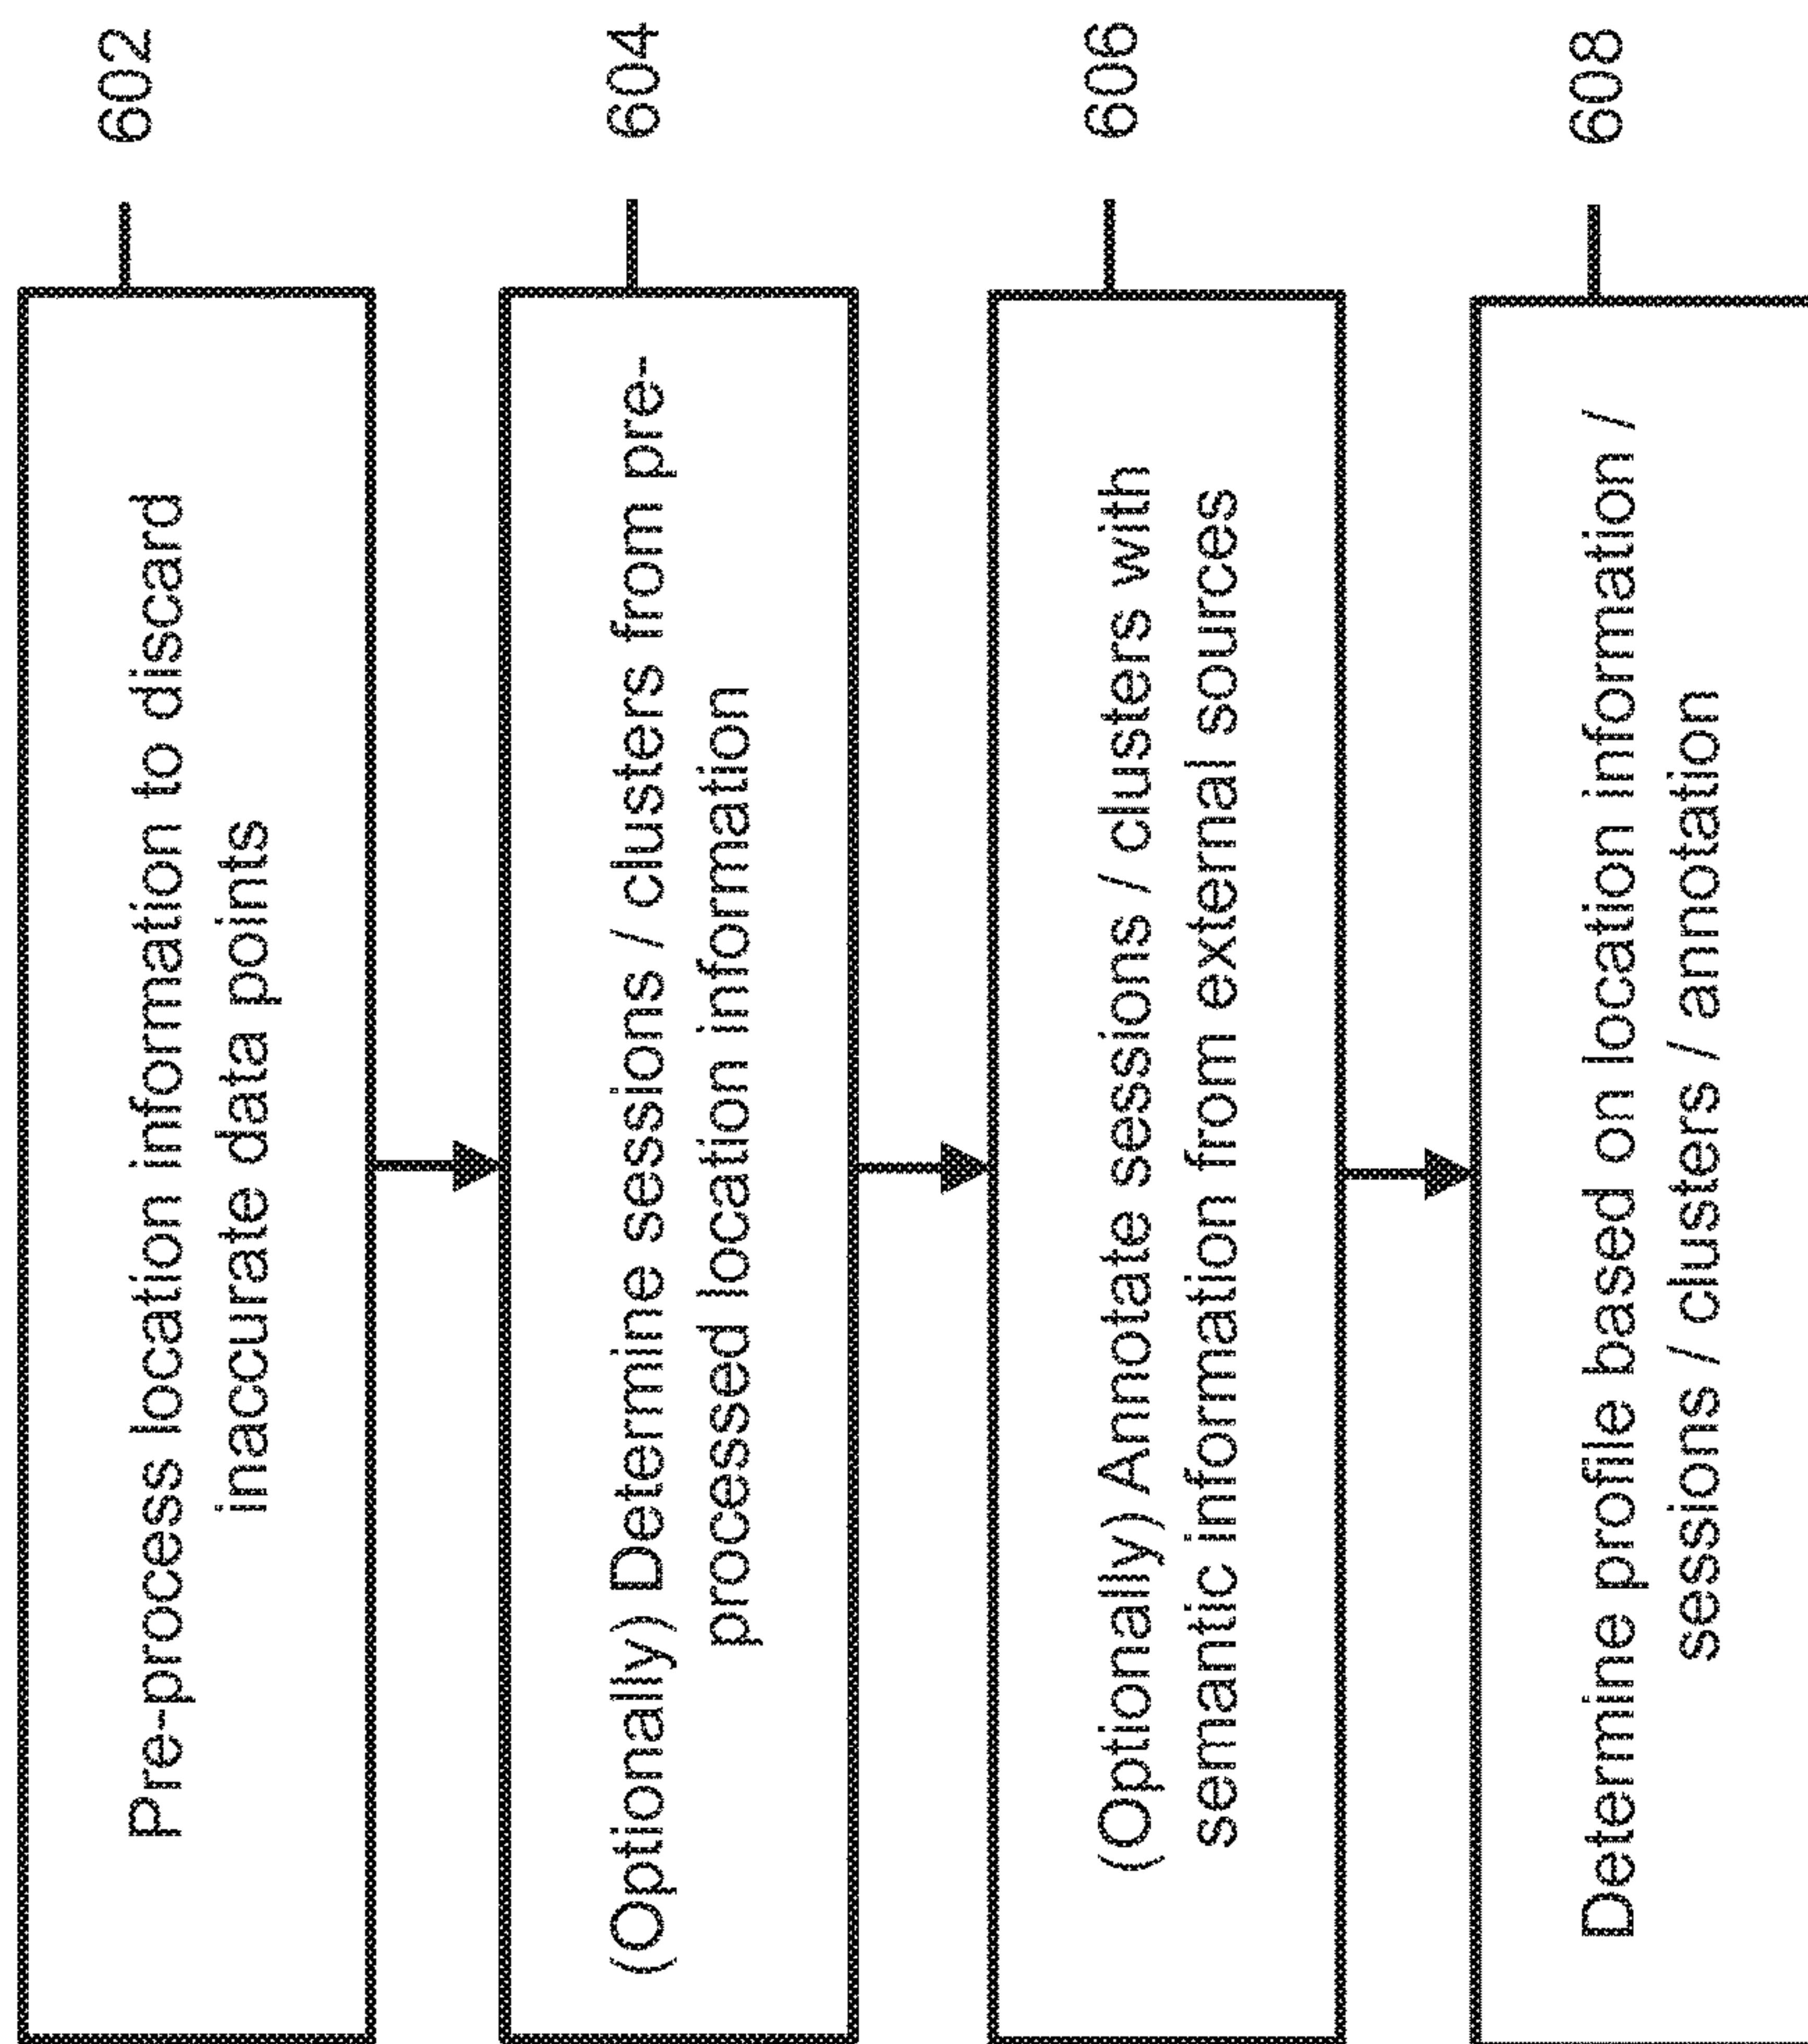 Pre-process location information to discard
inaccurate data points
602
(Optionally) Determine sessions / clusters from pre-
processed location information
604
(Optionally) Annotate sessions / clusters with
semantic information from external sources
606
Determine profile based on location information /
sessions / clusters / annotation
608